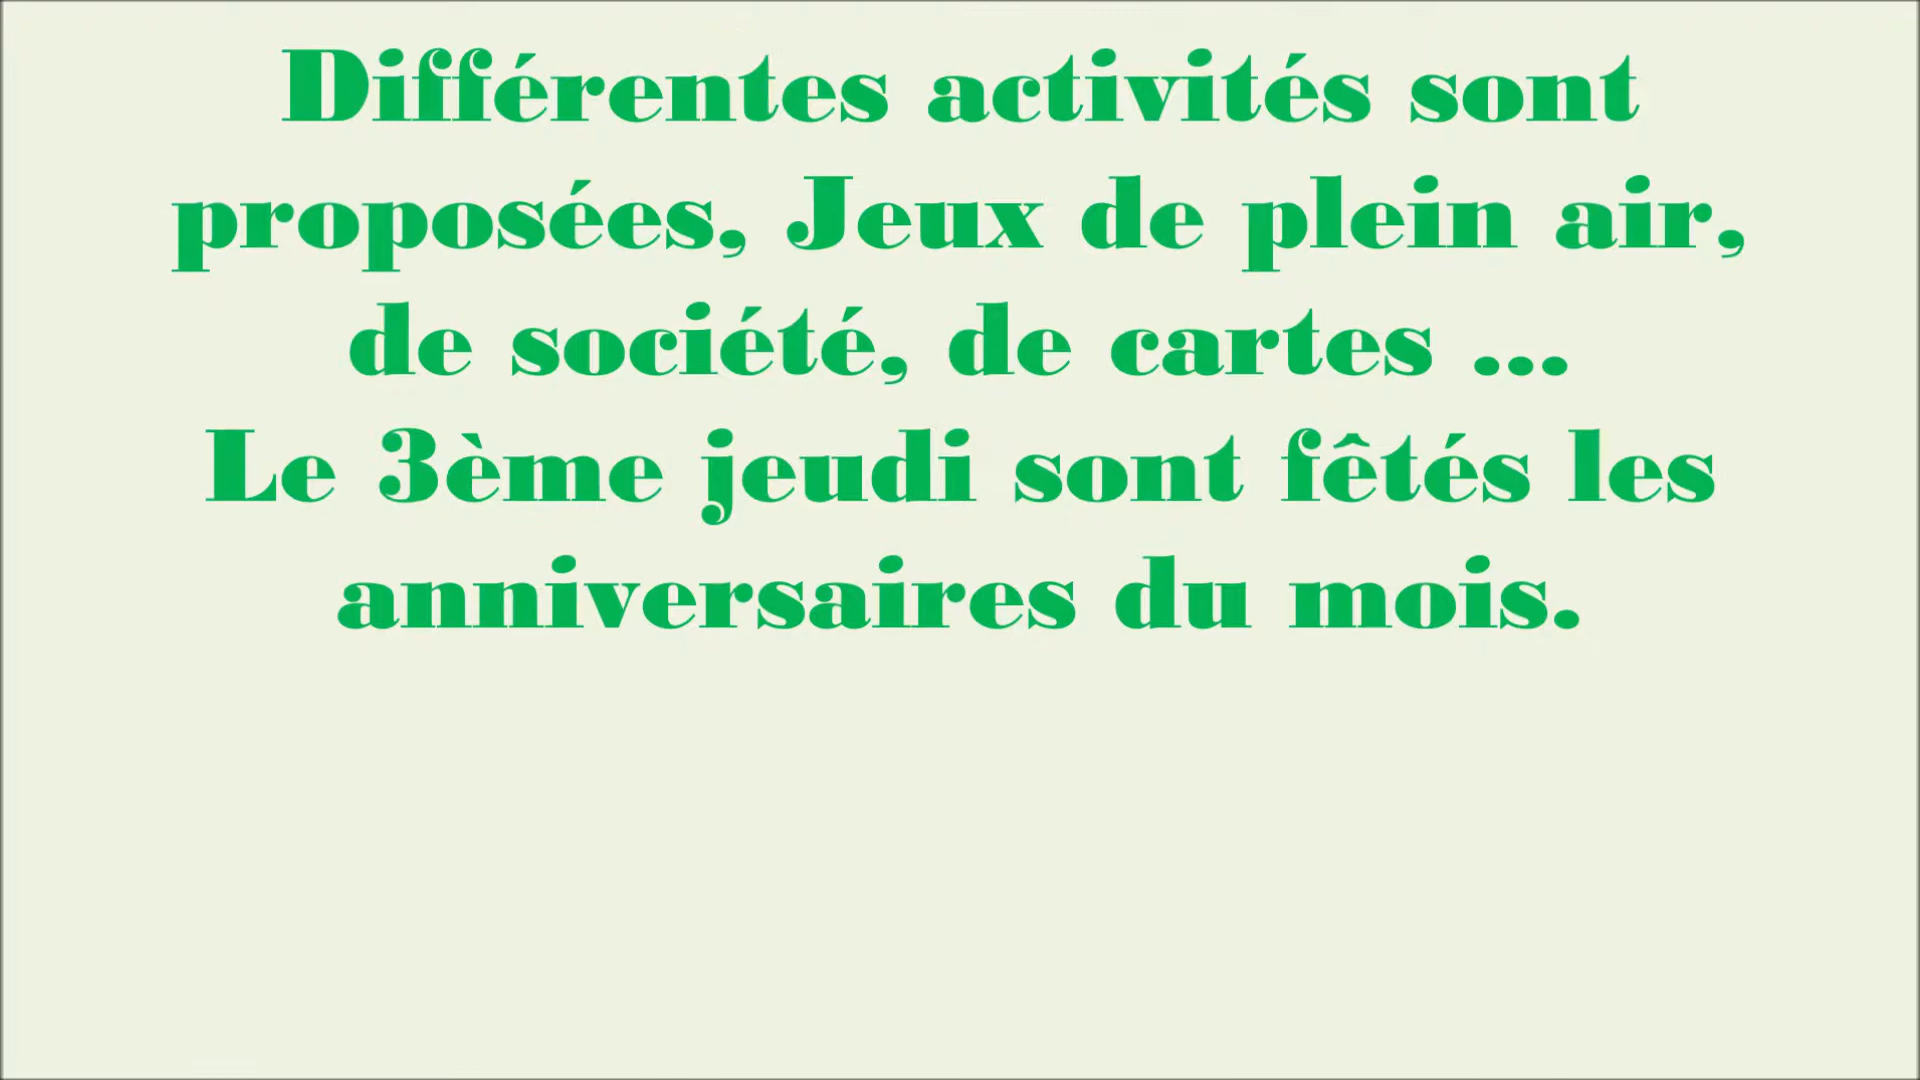 Différentes activités sont
proposées, Jeux de plein air,
de société, de cartes ...
Le 3ème jeudi sont fêtés les
anniversaires du mois.